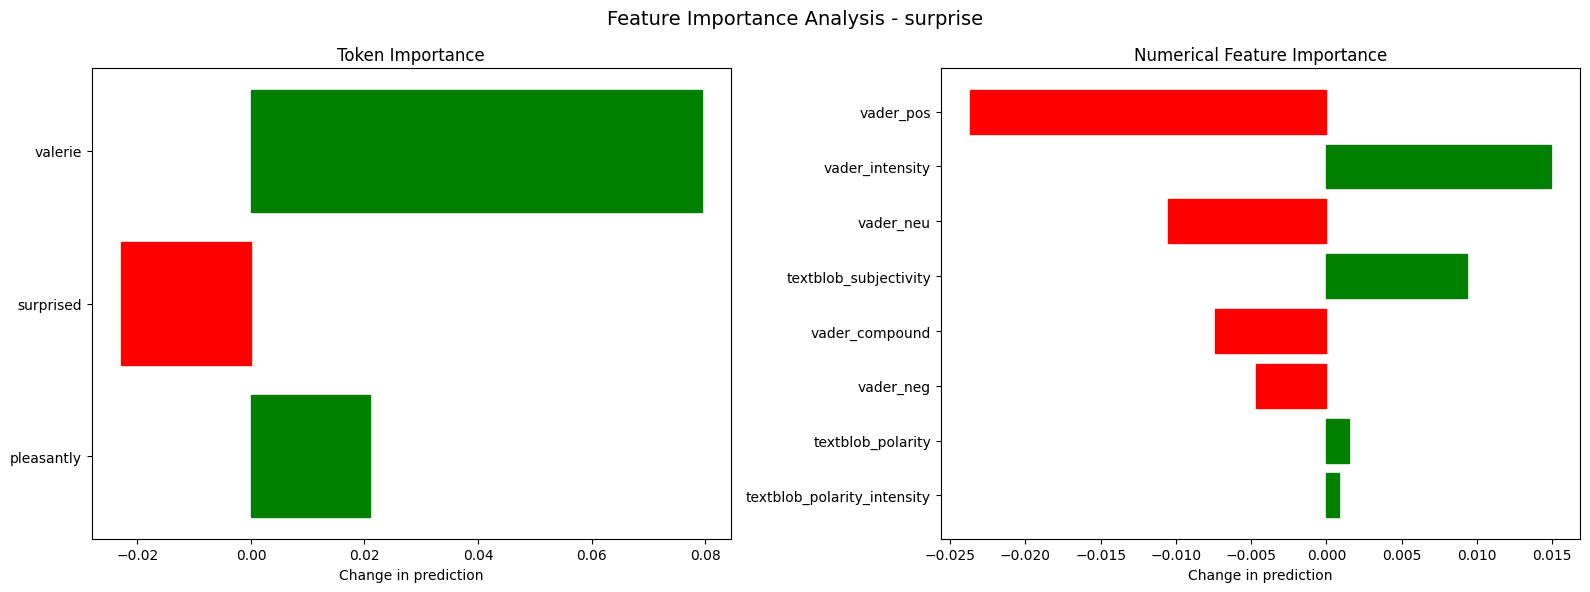 Feature Importance Analysis - surprise
Token Importance
valerie
surprised
pleasantly
−0.02 0.00 0.02 0.04 0.06 0.08
Change in prediction
Numerical Feature Importance
vader_pos
vader_intensity
vader_neu
textblob_subjectivity
vader_compound
vader_neg
textblob_polarity
textblob_polarity_intensity
−0.025 −0.020 −0.015 −0.010 −0.005 0.000 0.005 0.010 0.015
Change in prediction